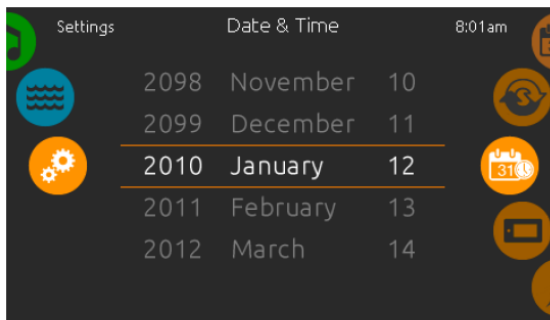 Settings Date & Time 8:01am
2098 November 10
2099 December 11
2010 January 12
31
2011 February 13
2012 March 14